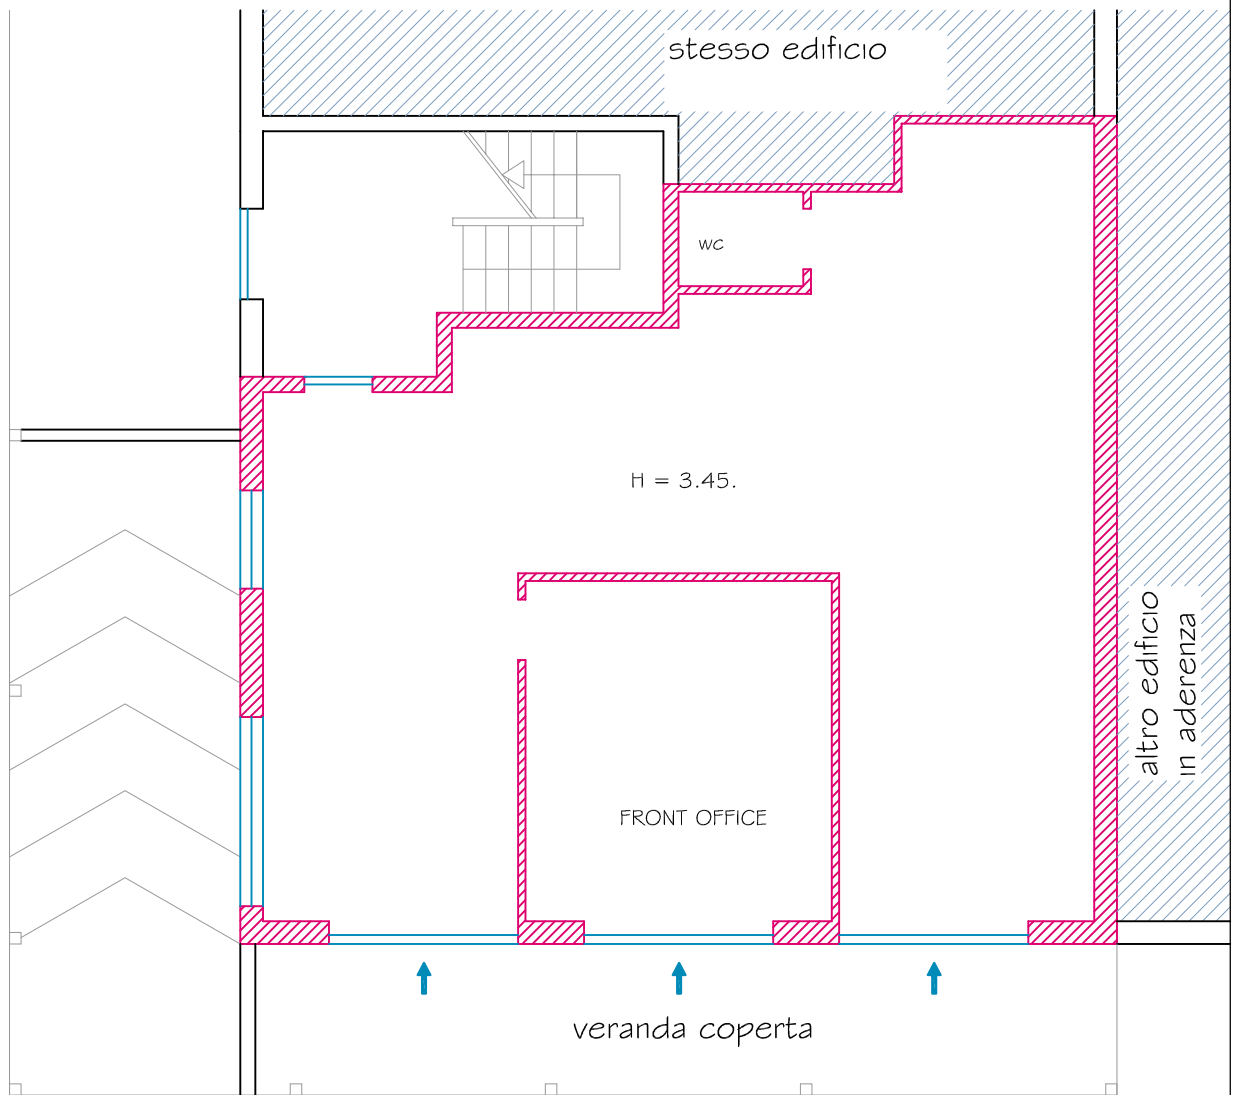 stesso edificio
WC
H = 3.45.
altro edificio
in aderenza
FRONT OFFICE
veranda coperta